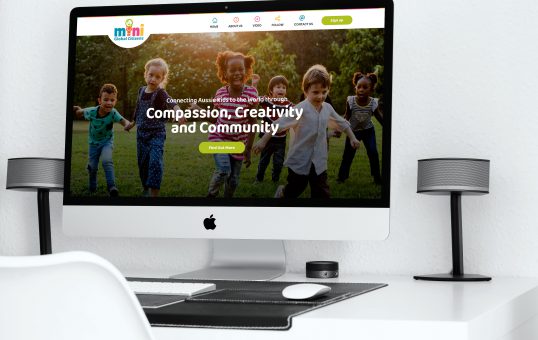 mini
Global Citizens
HOME
ABOUT US
VIDEO
FOLLOW
CONTACT US
Sign up
Connecting Aussie Kids to the World through
Compassion, Creativity
and Community
Find Out More